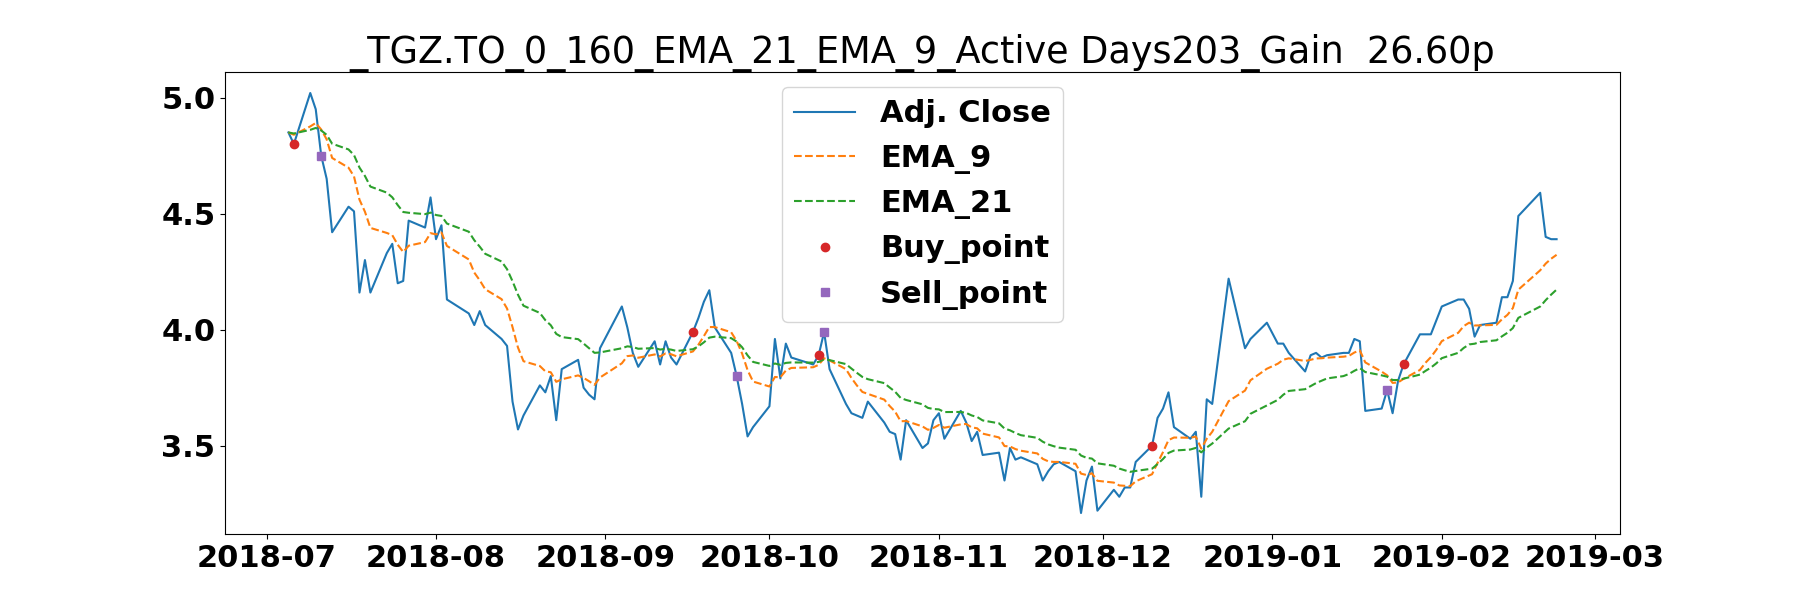 _TGZ.TO_0_160_EMA_21_EMA_9_Active Days203_Gain  26.60p
Adj. Close
EMA_9
EMA_21
Buy_point
Sell_point
5.0
4.5
4.0
3.5
2018-07 2018-08 2018-09 2018-10 2018-11 2018-12 2019-01 2019-02 2019-03